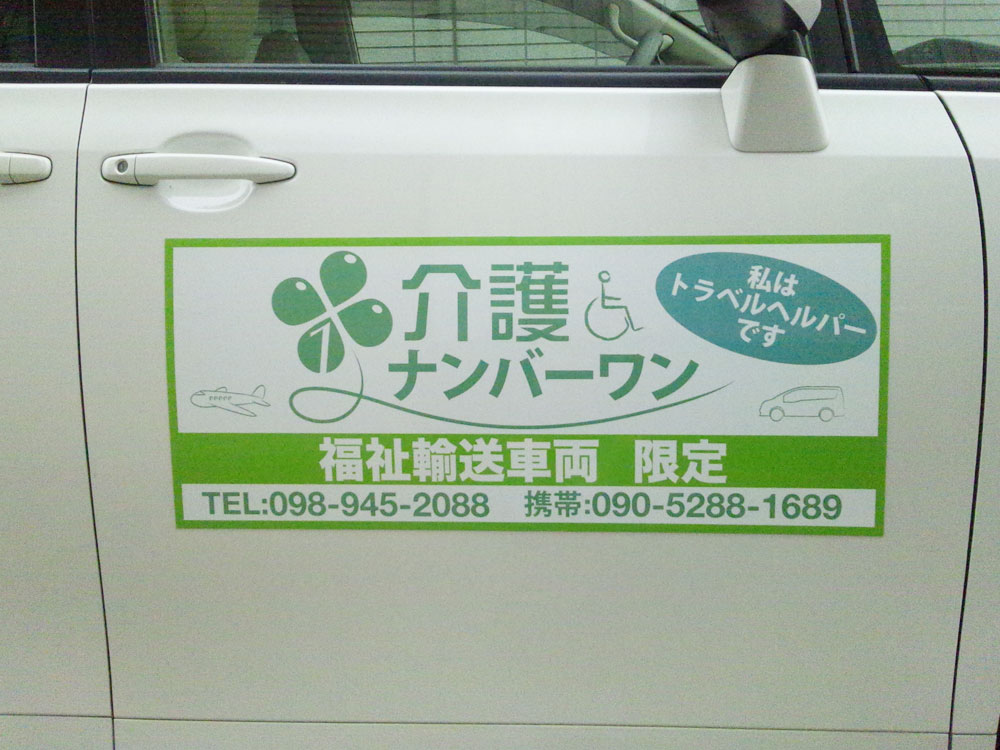 介護
ナンバーワン
1
私は
トラベルヘルパー
です
福祉輸送車両 限定
TEL:098-945-2088 携帯:090-5288-1689